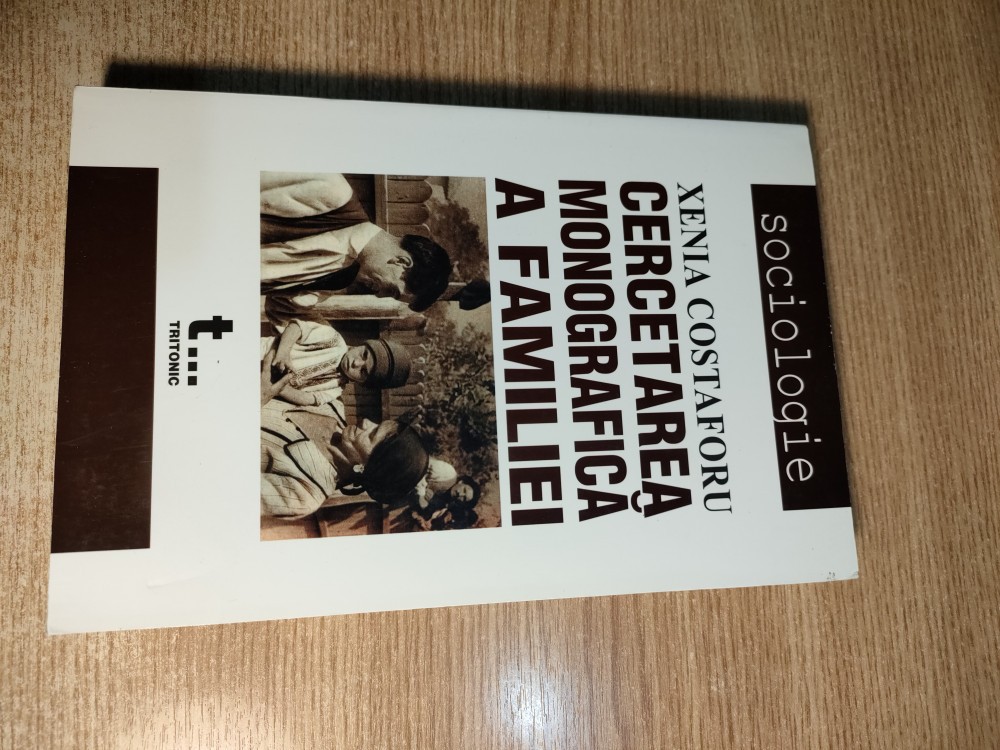 sociologie
XENIA COSTAFORU
CERCETAREA
MONOGRAFICĂ
A FAMILIEI
t...
TRITONIC